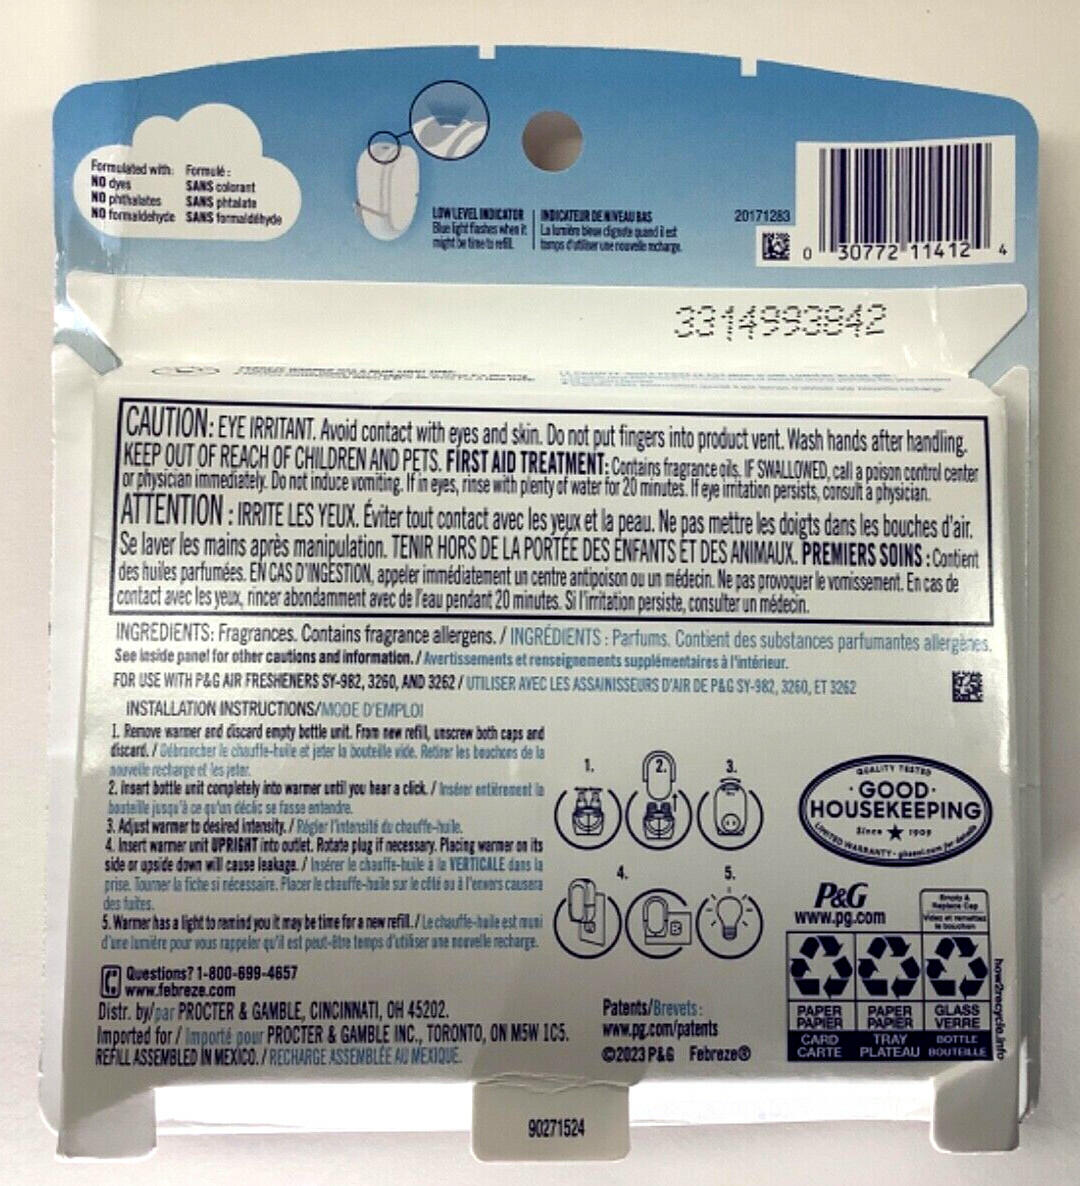 Formulated with:
NO dyes
NO phthalates
NO formaldehyde
Formulé :
SANS colorant
SANS phtalate
SANS formaldéhyde
LOW LEVEL INDICATOR
Blue light flashes when it
might be time to refill.
INDICATEUR DE NIVEAU BAS
La lumière bleue clignote quand il est
temps d'utiliser une nouvelle recharge.
20171283
0 30772 11412 4
3314993842
CAUTION: EYE IRRITANT. Avoid contact with eyes and skin. Do not put fingers into product vent. Wash hands after handling.
KEEP OUT OF REACH OF CHILDREN AND PETS. FIRST AID TREATMENT: Contains fragrance oils. IF SWALLOWED, call a poison control center
or physician immediately. Do not induce vomiting. If in eyes, rinse with plenty of water for 20 minutes. If eye irritation persists, consult a physician.
ATTENTION : IRRITE LES YEUX. Éviter tout contact avec les yeux et la peau. Ne pas mettre les doigts dans les bouches d'air.
Se laver les mains après manipulation. TENIR HORS DE LA PORTÉE DES ENFANTS ET DES ANIMAUX. PREMIERS SOINS : Contient
des huiles parfumées. EN CAS D'INGESTION, appeler immédiatement un centre antipoison ou un médecin. Ne pas provoquer le vomissement. En cas de
contact avec les yeux, rincer abondamment avec de l'eau pendant 20 minutes. Si l'irritation persiste, consulter un médecin.
INGREDIENTS: Fragrances. Contains fragrance allergens. / INGRÉDIENTS : Parfums. Contient des substances parfumantes allergènes.
See inside panel for other cautions and information. / Avertissements et renseignements supplémentaires à l'intérieur.
FOR USE WITH P&G AIR FRESHENERS SY-982, 3260, AND 3262 / UTILISER AVEC LES ASSAINISSEURS D'AIR DE P&G SY-982, 3260, ET 3262
INSTALLATION INSTRUCTIONS/MODE D'EMPLOI
1. Remove warmer and discard empty bottle unit. From new refill, unscrew both caps and
discard. / Débrancher le chauffe-huile et jeter la bouteille vide. Retirer les bouchons de la
nouvelle recharge et les jeter.
2. Insert bottle unit completely into warmer until you hear a click. / Insérer entièrement la
bouteille jusqu'à ce qu'un déclic se fasse entendre.
3. Adjust warmer to desired intensity. / Régler l'intensité du chauffe-huile.
4. Insert warmer unit UPRIGHT into outlet. Rotate plug if necessary. Placing warmer on its
side or upside down will cause leakage. / Insérer le chauffe-huile à la VERTICALE dans la
prise. Tourner la fiche si nécessaire. Placer le chauffe-huile sur le côté ou à l'envers causera
des fuites.
5. Warmer has a light to remind you it may be time for a new refill. / Le chauffe-huile est muni
d'une lumière pour vous rappeler qu'il est peut-être temps d'utiliser une nouvelle recharge.
1. 2. 3.
4. 5.
QUALITY TESTED
·GOOD·
HOUSEKEEPING
Since ★ 1909
LIMITED WARRANTY · ghseal.com for details
P&G
www.pg.com
Empty &
Replace Cap
Videz et remettez
le bouchon
PAPER
PAPIER
CARD
CARTE
PAPER
PAPIER
TRAY
PLATEAU
GLASS
VERRE
BOTTLE
BOUTEILLE
how2recycle.info
Questions? 1-800-699-4657
www.febreze.com
Distr. by/par PROCTER & GAMBLE, CINCINNATI, OH 45202.
Imported for / Importé pour PROCTER & GAMBLE INC., TORONTO, ON M5W 1C5.
REFILL ASSEMBLED IN MEXICO. / RECHARGE ASSEMBLÉE AU MEXIQUE.
Patents/Brevets :
www.pg.com/patents
©2023 P&G Febreze®
90271524